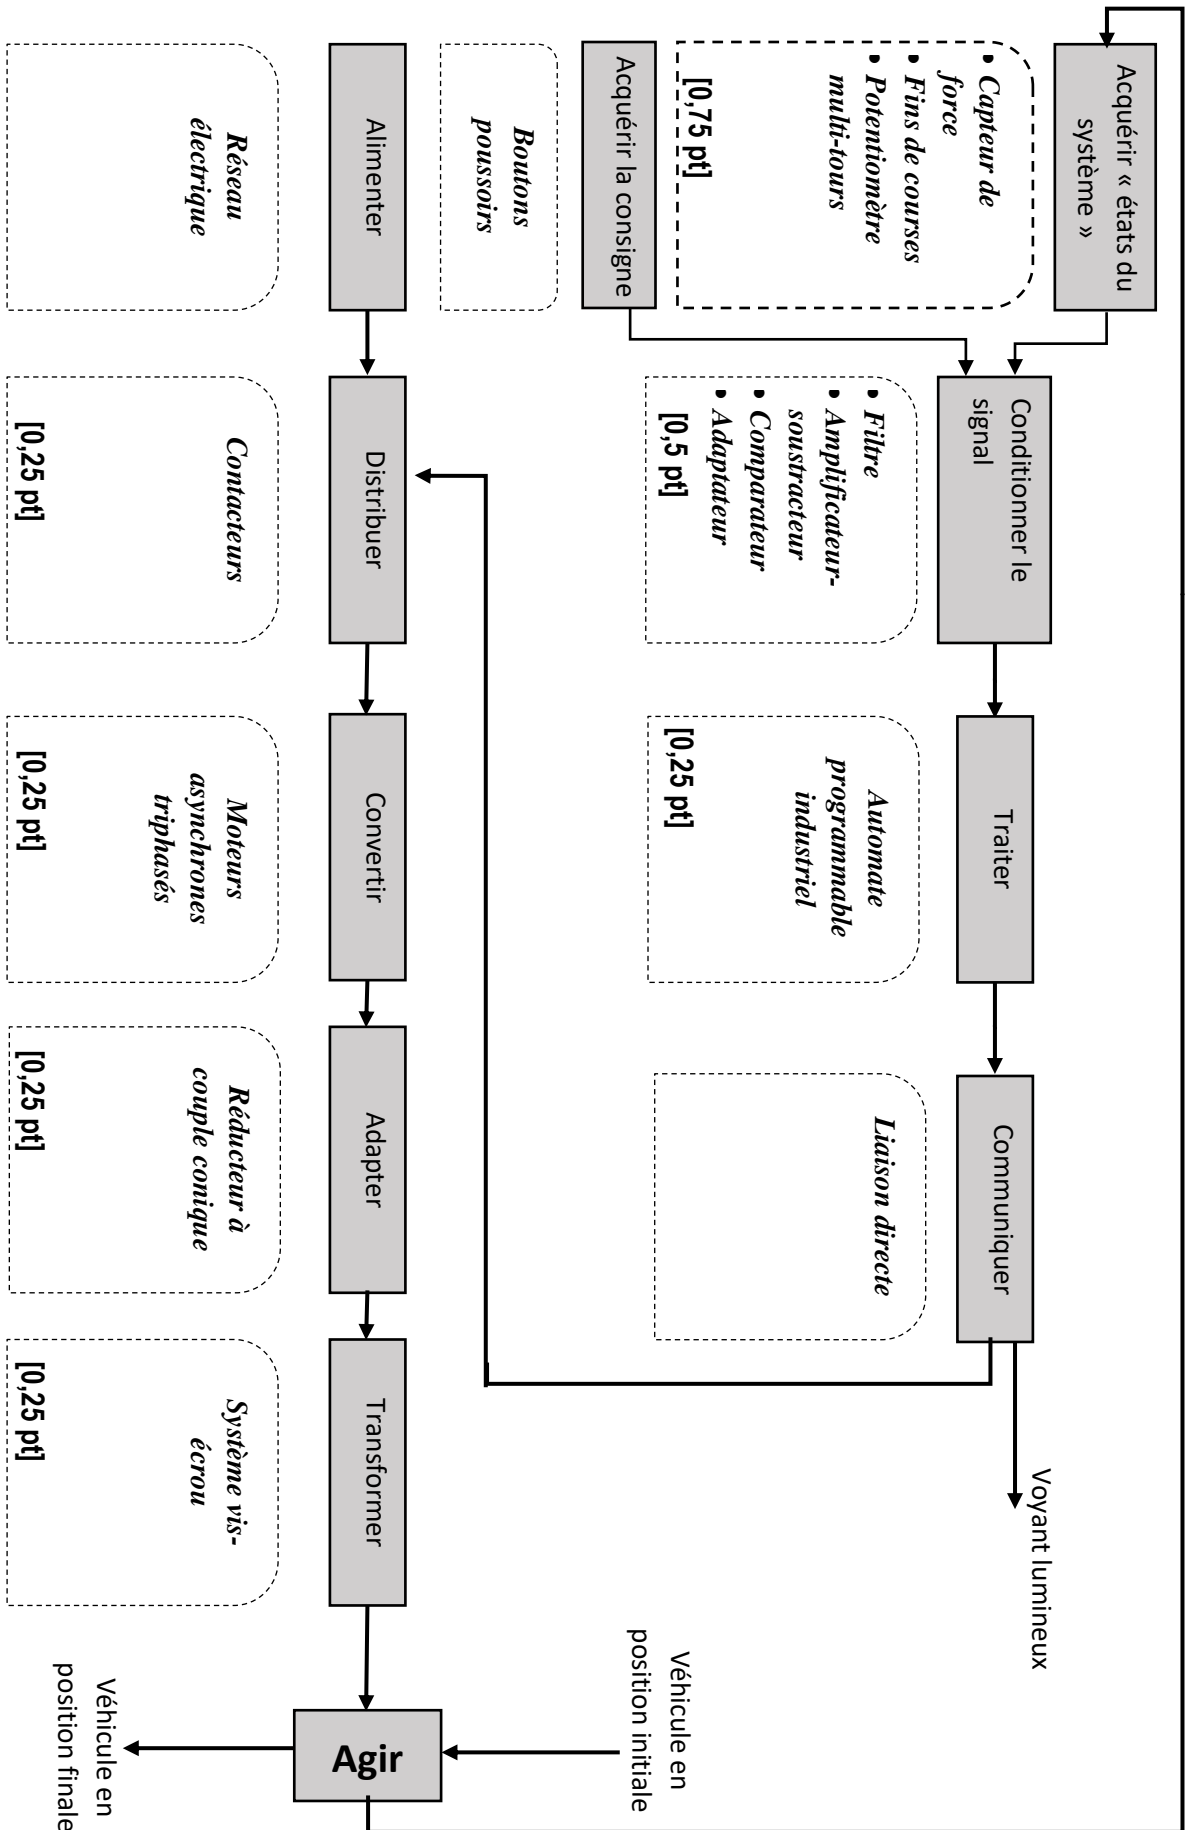 Acquérir « états du
système »
• Capteur de
force
• Fins de courses
• Potentiomètre
multi-tours
[0,75 pt]
Acquérir la consigne
Boutons
poussoirs
Conditionner le
signal
• Filtre
• Amplificateur-
soustracteur
• Comparateur
• Adaptateur
[0,5 pt]
Traiter
Automate
programmable
industriel
[0,25 pt]
Communiquer
Liaison directe
Voyant lumineux
Alimenter
Réseau
électrique
Distribuer
Contacteurs
[0,25 pt]
Convertir
Moteurs
asynchrones
triphasés
[0,25 pt]
Adapter
Réducteur à
couple conique
[0,25 pt]
Transformer
Système vis-
écrou
[0,25 pt]
Véhicule en
position initiale
Agir
Véhicule en
position finale